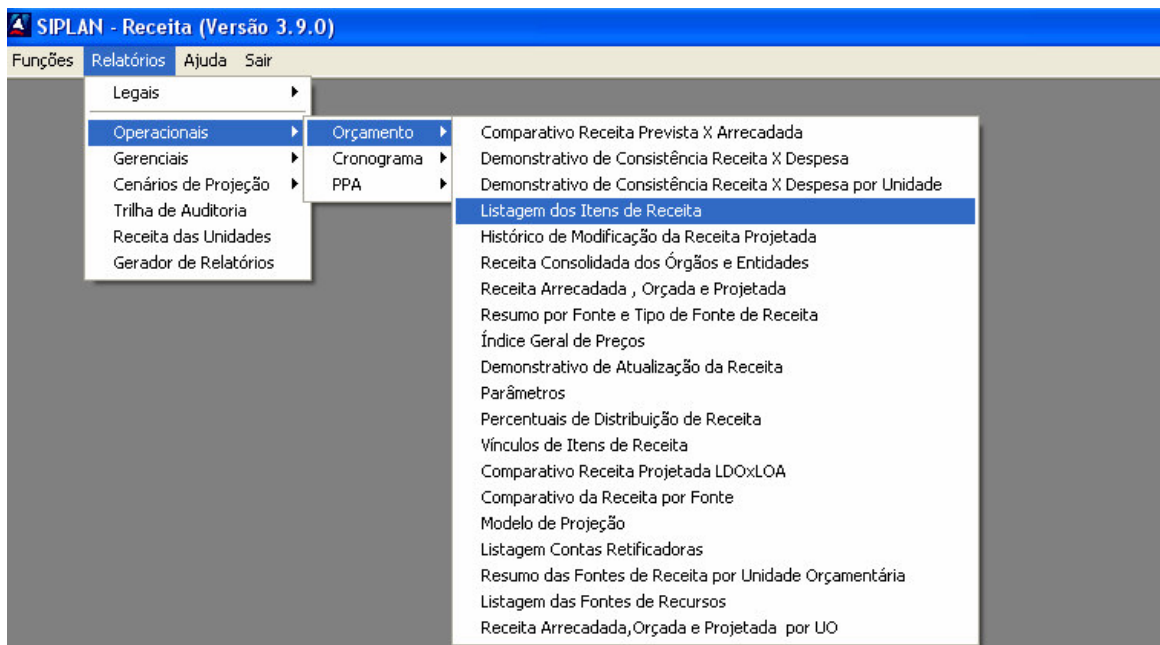 SIPLAN - Receita (Versão 3.9.0)
Funções Relatórios Ajuda Sair
Legais
Operacionais
Gerenciais
Cenários de Projeção
Trilha de Auditoria
Receita das Unidades
Gerador de Relatórios
Orçamento
Cronograma
PPA
Comparativo Receita Prevista X Arrecadada
Demonstrativo de Consistência Receita X Despesa
Demonstrativo de Consistência Receita X Despesa por Unidade
Listagem dos Itens de Receita
Histórico de Modificação da Receita Projetada
Receita Consolidada dos Órgãos e Entidades
Receita Arrecadada , Orçada e Projetada
Resumo por Fonte e Tipo de Fonte de Receita
Índice Geral de Preços
Demonstrativo de Atualização da Receita
Parâmetros
Percentuais de Distribuição de Receita
Vínculos de Itens de Receita
Comparativo Receita Projetada LDOxLOA
Comparativo da Receita por Fonte
Modelo de Projeção
Listagem Contas Retificadoras
Resumo das Fontes de Receita por Unidade Orçamentária
Listagem das Fontes de Recursos
Receita Arrecadada,Orçada e Projetada por UO